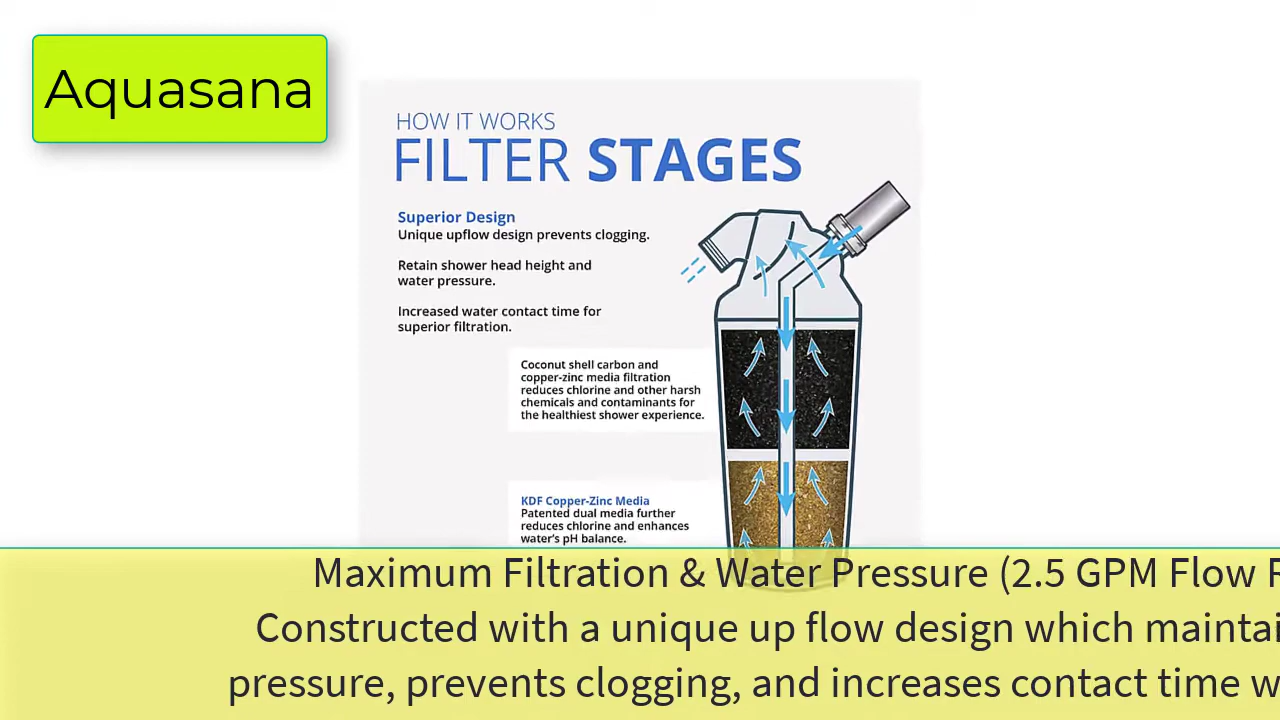 Aquasana
HOW IT WORKS
FILTER STAGES
Superior Design
Unique upflow design prevents clogging.
Retain shower head height and
water pressure.
Increased water contact time for
superior filtration.
Coconut shell carbon and
copper-zinc media filtration
reduces chlorine and other harsh
chemicals and contaminants for
the healthiest shower experience.
KDF Copper-Zinc Media
Patented dual media further
reduces chlorine and enhances
water's pH balance.
Maximum Filtration & Water Pressure (2.5 GPM Flow
Constructed with a unique up flow design which
pressure, prevents clogging, and increases contact time